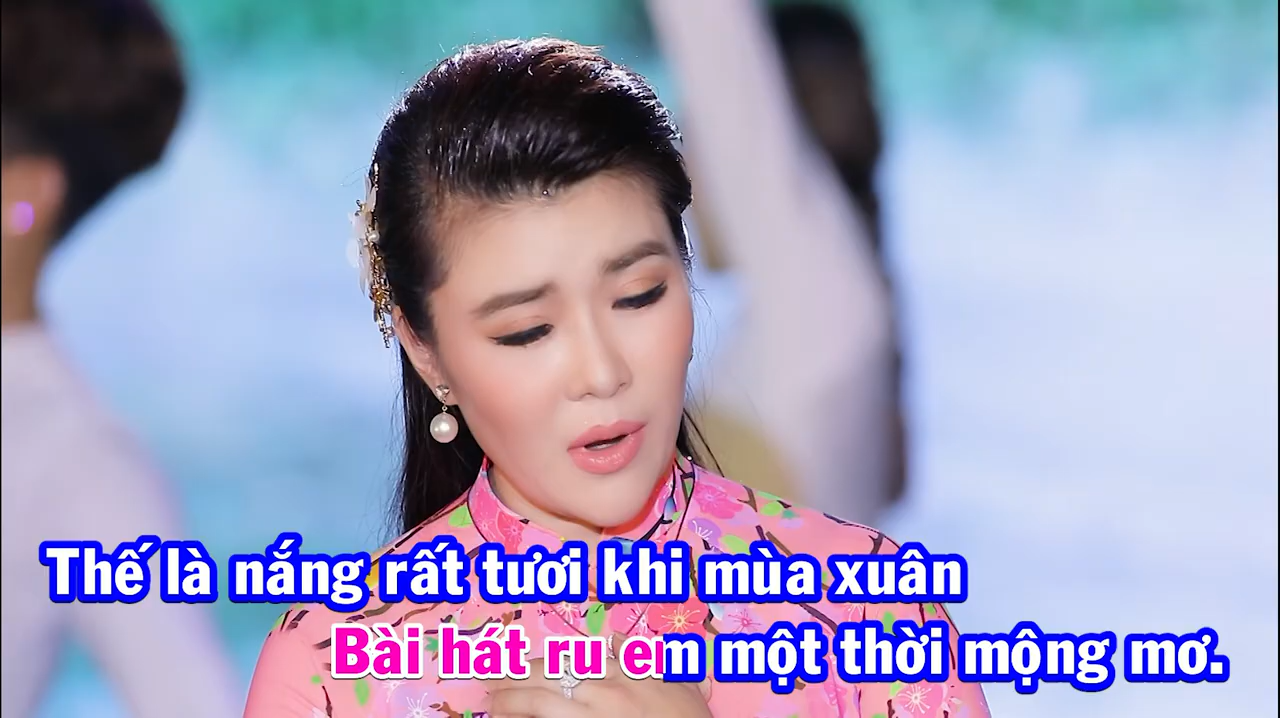 Thế là nắng rất tươi khi mùa xuân
Bài hát ru em một thời mộng mơ.